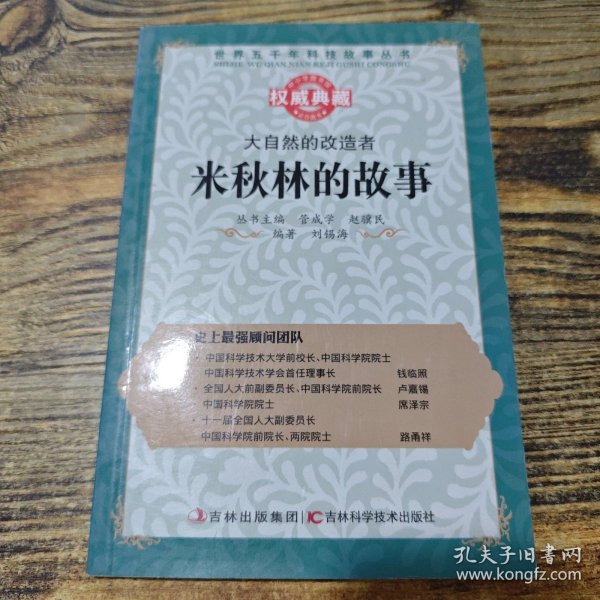 世界五千年科技故事丛书
SHIJIE WU QIAN NIAN KEJI GUSHI CONGSHU
权威典藏
大自然的改造者
米秋林的故事
丛书主编 管成学 赵骥民
编著 刘锡海
史上最强顾问团队
· 中国科学技术大学前校长、中国科学院院士
中国科学技术学会首任理事长 钱临照
· 全国人大前副委员长、中国科学院前院长 卢嘉锡
中国科学院院士 席泽宗
· 十一届全国人大副委员长
中国科学院前院长、两院院士 路甬祥
吉林出版集团 JC 吉林科学技术出版社
孔夫子旧书网
www.kongfz.com